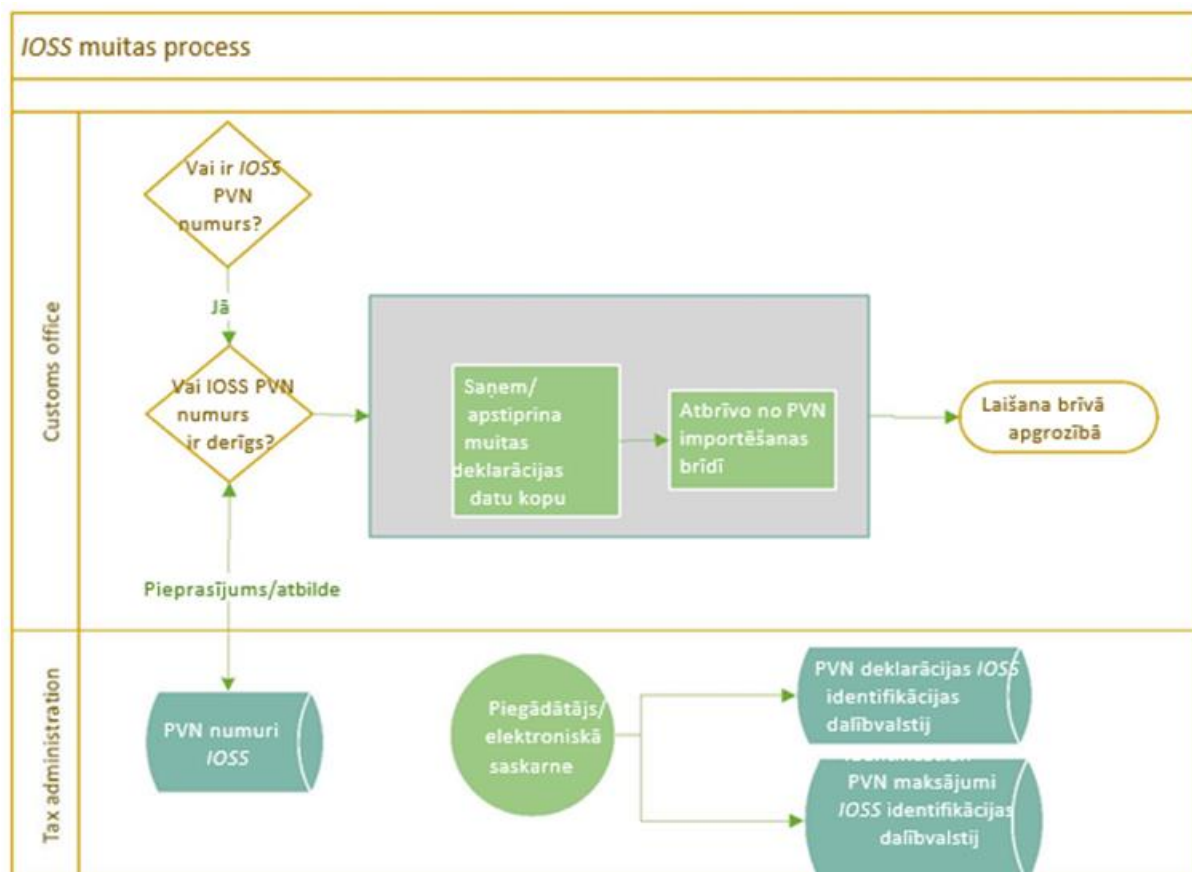 IOSS muitas process
Customs office
Vai ir IOSS
PVN
numurs?
Jā
Vai IOSS PVN
numurs
ir derīgs?
Saņem/
apstiprina
muitas
deklarācijas
datu kopu
Atbrīvo no PVN
importēšanas
brīdī
Laišana brīvā
apgrozībā
Pieprasījums/atbilde
Tax administration
PVN numuri
IOSS
Piegādātājs/
elektroniskā
saskarne
PVN deklarācijas IOSS
identifikācijas
dalībvalstij
PVN maksājumi
IOSS identifikācijas
dalībvalstij